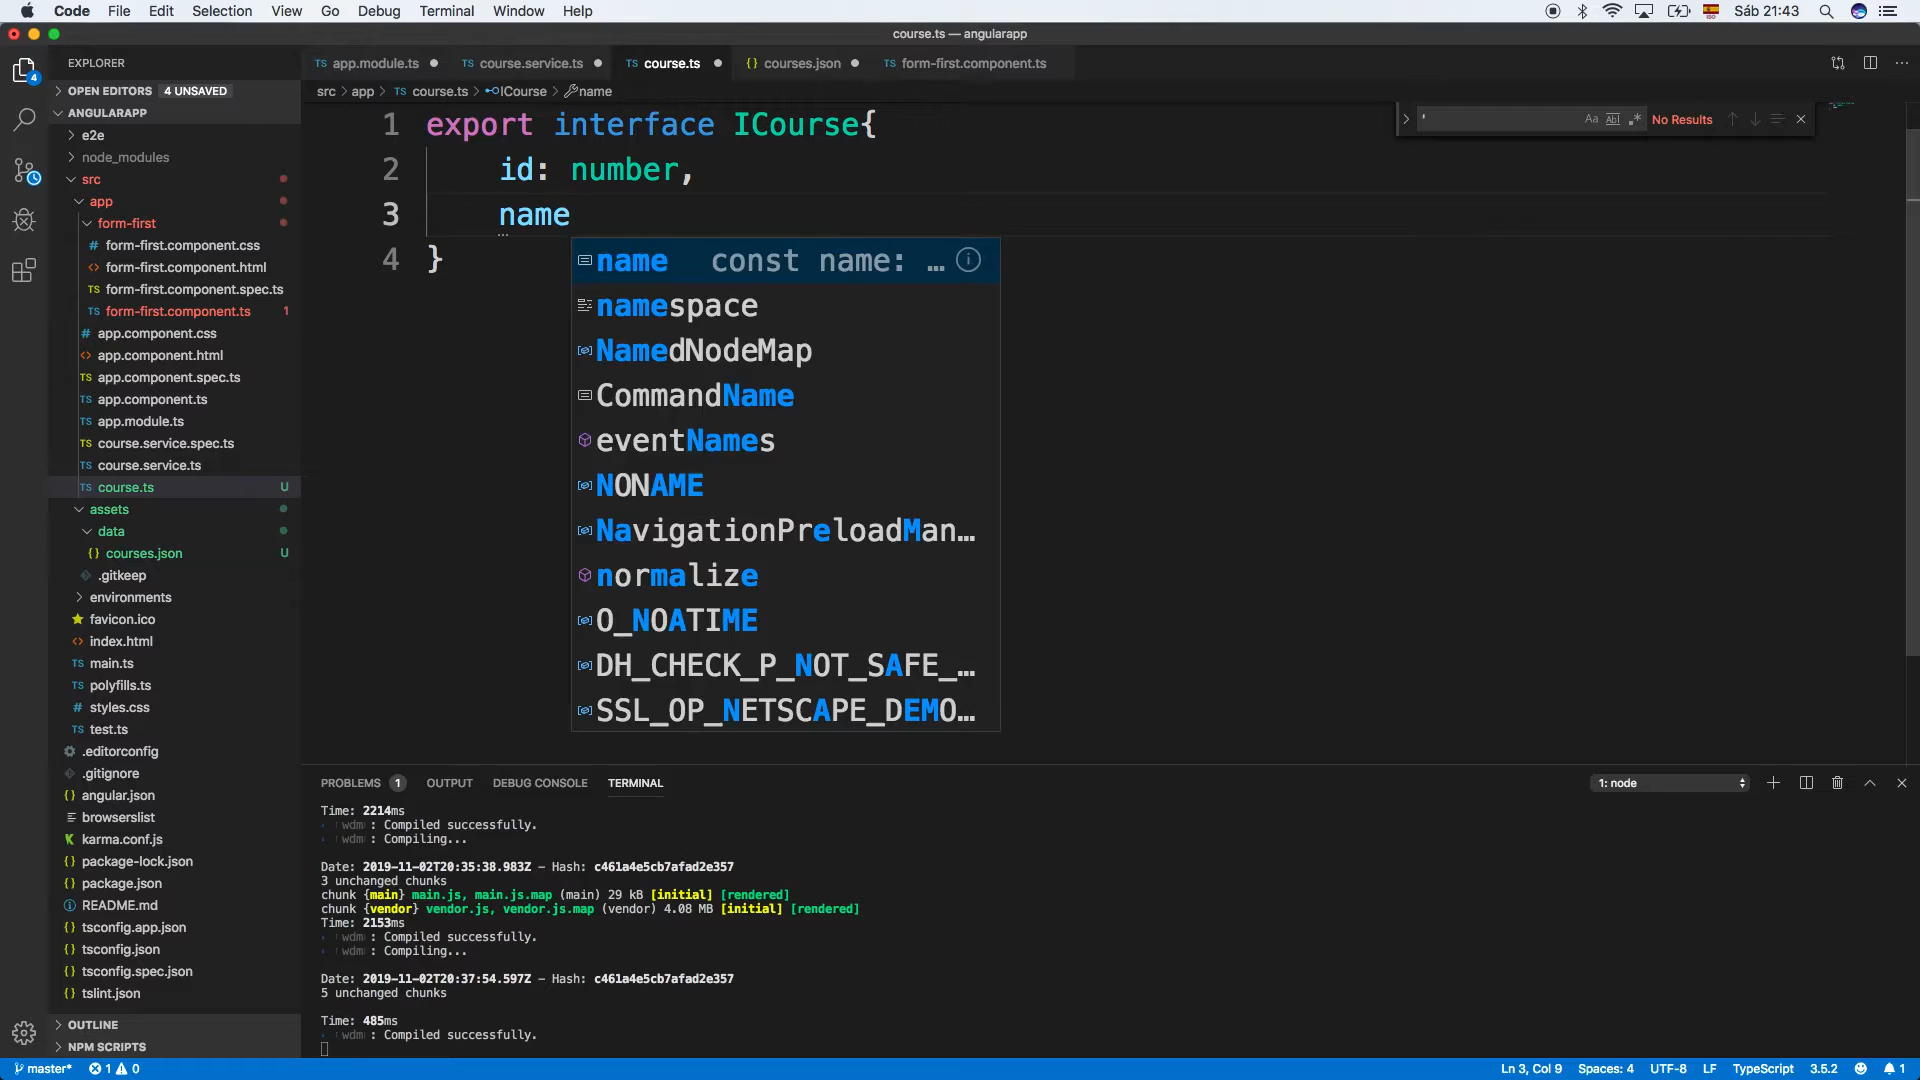 Code File Edit Selection View Go Debug Terminal Window Help Sáb 21:43
course.ts — angularapp
EXPLORER
OPEN EDITORS 4 UNSAVED
ANGULARAPP
e2e
node_modules
src
app
form-first
form-first.component.css
form-first.component.html
form-first.component.spec.ts
form-first.component.ts 1
app.component.css
app.component.html
app.component.spec.ts
app.component.ts
app.module.ts
course.service.spec.ts
course.service.ts
course.ts U
assets
data
courses.json U
.gitkeep
environments
favicon.ico
index.html
main.ts
polyfills.ts
styles.css
test.ts
.editorconfig
.gitignore
angular.json
browserslist
karma.conf.js
package-lock.json
package.json
README.md
tsconfig.app.json
tsconfig.json
tsconfig.spec.json
tslint.json
OUTLINE
NPM SCRIPTS
TS app.module.ts TS course.service.ts TS course.ts {} courses.json TS form-first.component.ts
src > app > TS course.ts > ICourse > name
' Aa Abl .* No Results
1 export interface ICourse{
2 id: number,
3 name
4 }
name const name: …
namespace
NamedNodeMap
CommandName
eventNames
NONAME
NavigationPreloadMan…
normalize
O_NOATIME
DH_CHECK_P_NOT_SAFE_…
SSL_OP_NETSCAPE_DEMO…
PROBLEMS 1 OUTPUT DEBUG CONSOLE TERMINAL 1: node
Time: 2214ms
wdm : Compiled successfully.
wdm : Compiling...
Date: 2019-11-02T20:35:38.983Z - Hash: c461a4e5cb7afad2e357
3 unchanged chunks
chunk {main} main.js, main.js.map (main) 29 kB [initial] [rendered]
chunk {vendor} vendor.js, vendor.js.map (vendor) 4.08 MB [initial] [rendered]
Time: 2153ms
wdm : Compiled successfully.
wdm : Compiling...
Date: 2019-11-02T20:37:54.597Z - Hash: c461a4e5cb7afad2e357
5 unchanged chunks
Time: 485ms
wdm : Compiled successfully.
master* 1 0 Ln 3, Col 9 Spaces: 4 UTF-8 LF TypeScript 3.5.2 1